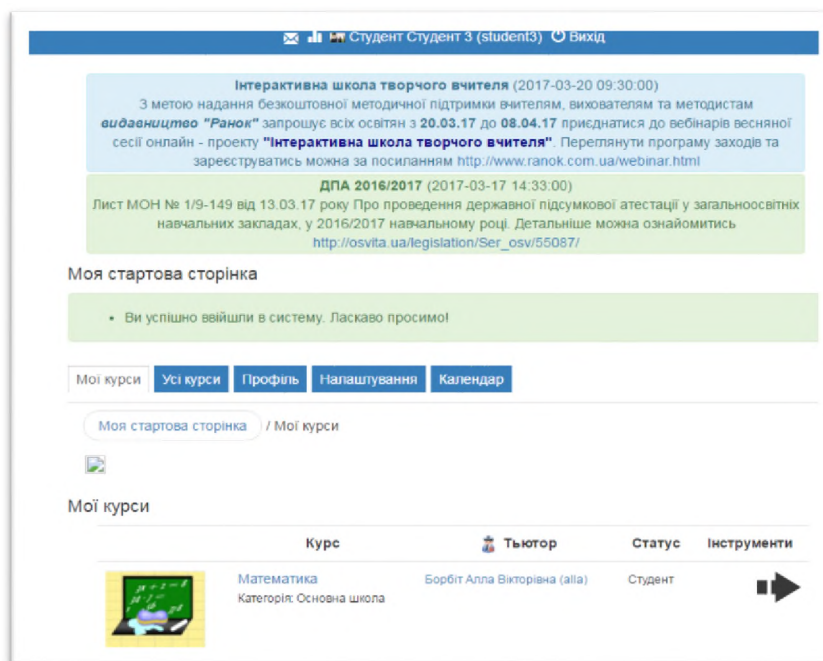 Студент Студент 3 (student3) Вихід
Інтерактивна школа творчого вчителя (2017-03-20 09:30:00)
З метою надання безкоштовної методичної підтримки вчителям, вихователям та методистам
видавництво "Ранок" запрошує всіх освітян з 20.03.17 до 08.04.17 приєднатися до вебінарів весняної
сесії онлайн - проекту "Інтерактивна школа творчого вчителя". Переглянути програму заходів та
зареєструватись можна за посиланням http://www.ranok.com.ua/webinar.html
ДПА 2016/2017 (2017-03-17 14:33:00)
Лист МОН № 1/9-149 від 13.03.17 року Про проведення державної підсумкової атестації у загальноосвітніх
навчальних закладах, у 2016/2017 навчальному році. Детальніше можна ознайомитись
http://osvita.ua/legislation/Ser_osv/55087/
Моя стартова сторінка
• Ви успішно ввійшли в систему. Ласкаво просимо!
Мої курси Усі курси Профіль Налаштування Календар
Моя стартова сторінка / Мої курси
Мої курси
Курс Тьютор Статус Інструменти
Математика Борбіт Алла Вікторівна (alla) Студент
Категорія: Основна школа